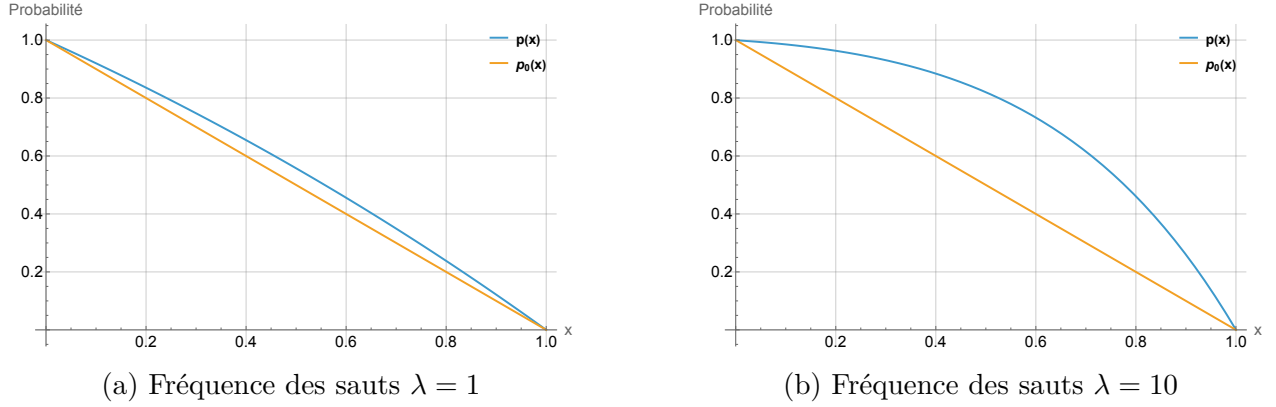 Probabilité
1.0
0.8
0.6
0.4
0.2
0.2 0.4 0.6 0.8 1.0 x
p(x)
p₀(x)
(a) Fréquence des sauts λ = 1
Probabilité
1.0
0.8
0.6
0.4
0.2
0.2 0.4 0.6 0.8 1.0 x
p(x)
p₀(x)
(b) Fréquence des sauts λ = 10